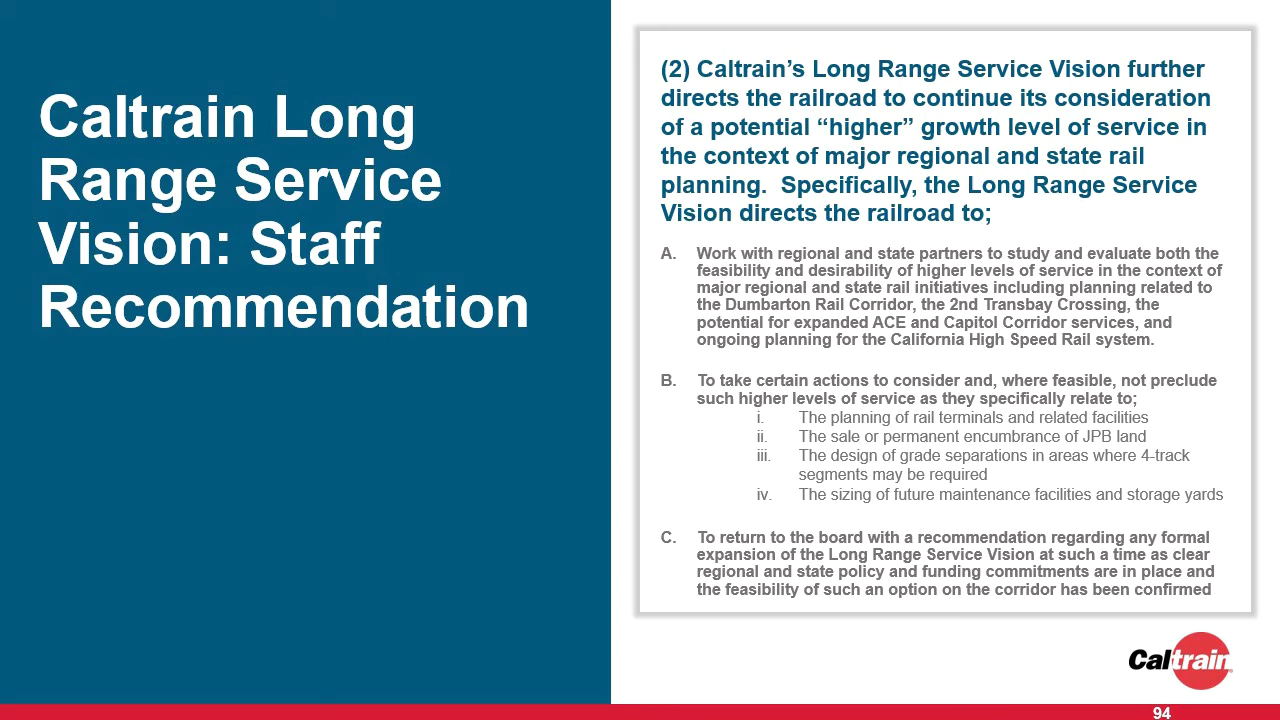 Caltrain Long
Range Service
Vision: Staff
Recommendation
(2) Caltrain’s Long Range Service Vision further
directs the railroad to continue its consideration
of a potential “higher” growth level of service in
the context of major regional and state rail
planning.  Specifically, the Long Range Service
Vision directs the railroad to;
A. Work with regional and state partners to study and evaluate both the
feasibility and desirability of higher levels of service in the context of
major regional and state rail initiatives including planning related to
the Dumbarton Rail Corridor, the 2nd Transbay Crossing, the
potential for expanded ACE and Capitol Corridor services, and
ongoing planning for the California High Speed Rail system.
B. To take certain actions to consider and, where feasible, not preclude
such higher levels of service as they specifically relate to;
i. The planning of rail terminals and related facilities
ii. The sale or permanent encumbrance of JPB land
iii. The design of grade separations in areas where 4-track
segments may be required
iv. The sizing of future maintenance facilities and storage yards
C. To return to the board with a recommendation regarding any formal
expansion of the Long Range Service Vision at such a time as clear
regional and state policy and funding commitments are in place and
the feasibility of such an option on the corridor has been confirmed
Caltrain
94